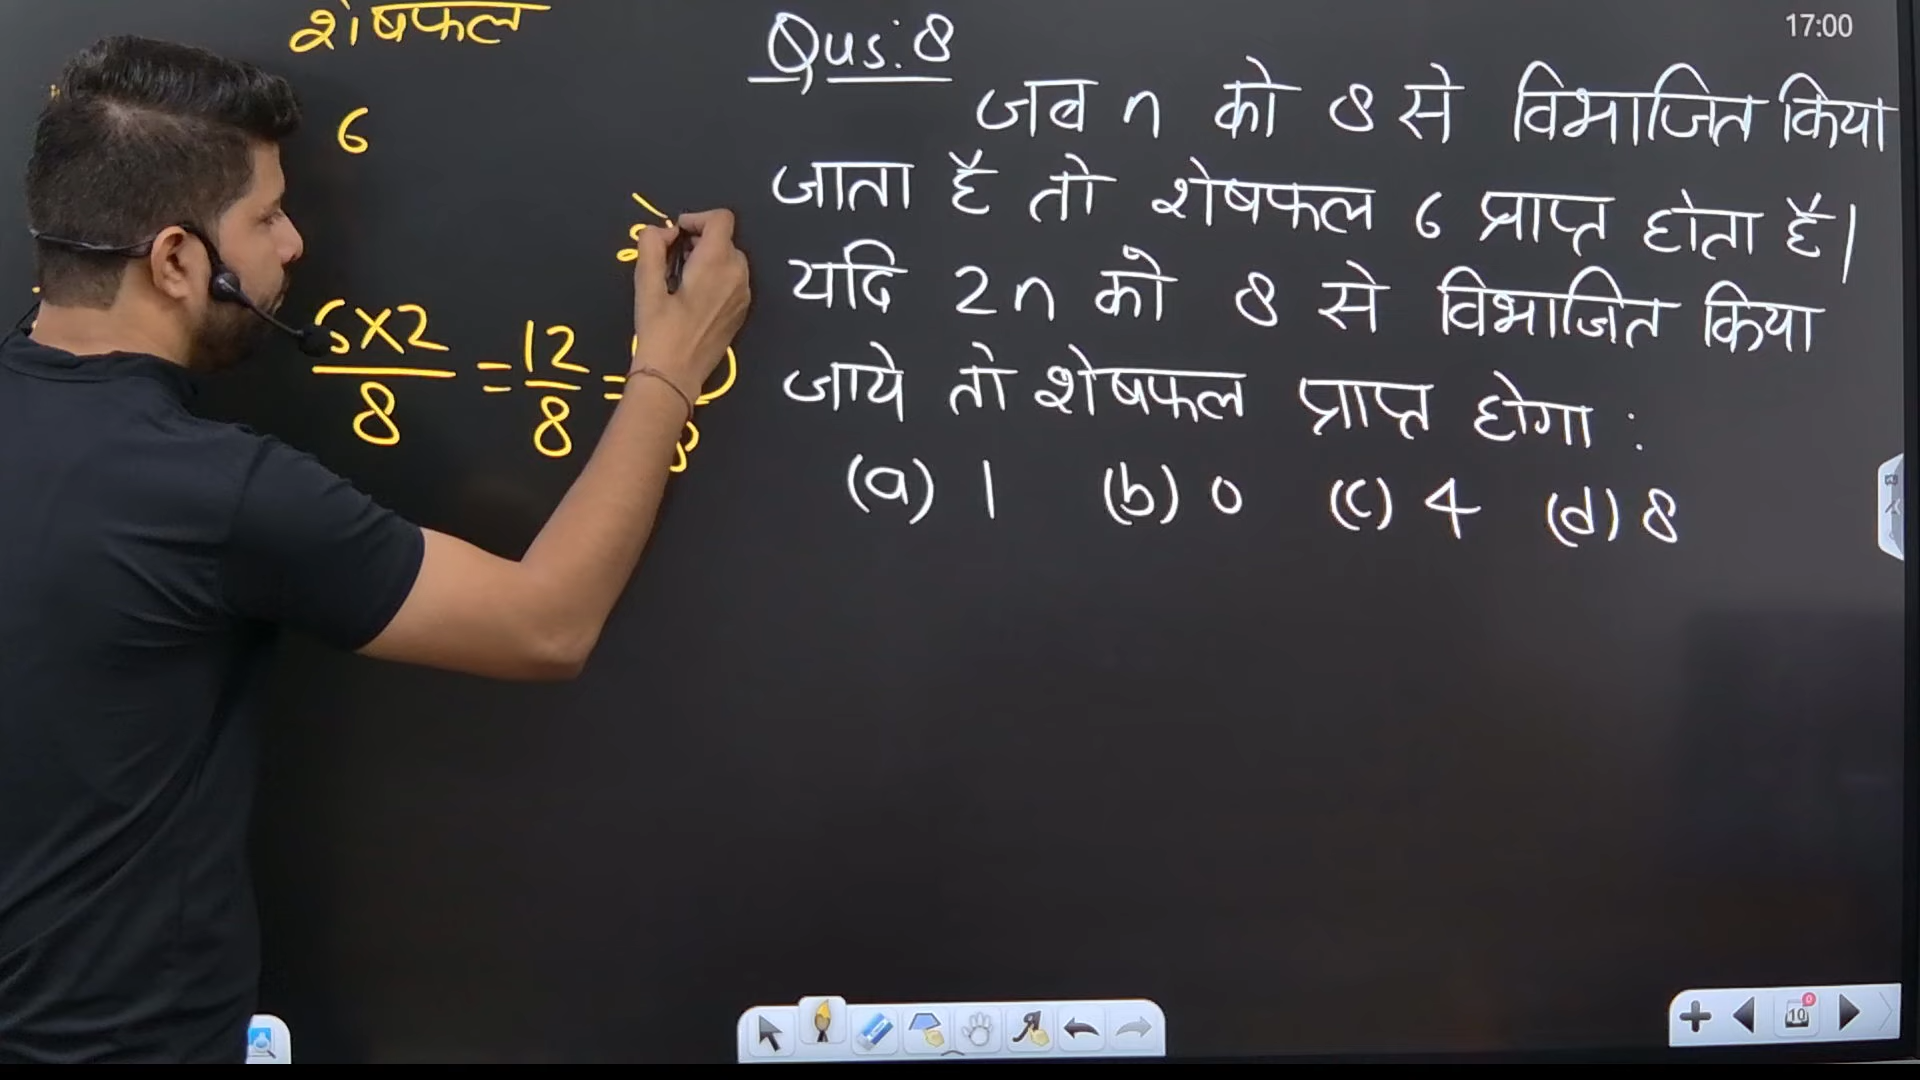 शेषफल
6
6×2/8 = 12/8 =
Qus: 8
जब n को 8 से विभाजित किया
जाता है तो शेषफल 6 प्राप्त होता है।
यदि 2n को 8 से विभाजित किया
जाये तो शेषफल प्राप्त होगा :
(a) 1 (b) 0 (c) 4 (d) 8
17:00
10
0